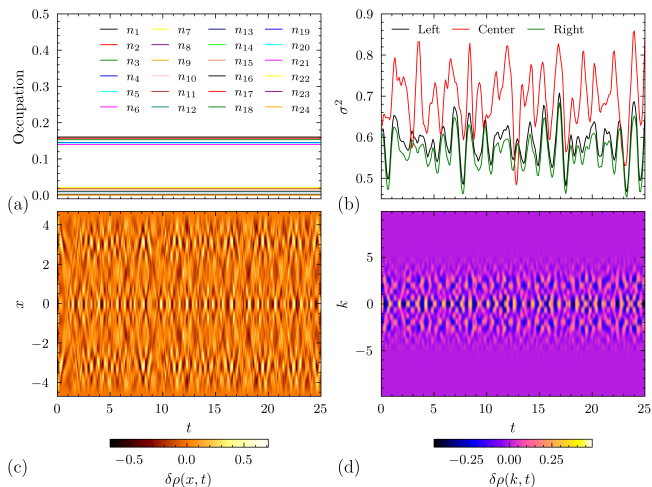 0.5
0.4
0.3
0.2
0.1
0.0
Occupation
n1 n7 n13 n19
n2 n8 n14 n20
n3 n9 n15 n21
n4 n10 n16 n22
n5 n11 n17 n23
n6 n12 n18 n24
(a)
Left Center Right
0.9
0.8
0.7
0.6
0.5
σ²
(b)
4
2
0
−2
−4
x
0 5 10 15 20 25
t
−0.5 0.0 0.5
δρ(x, t)
(c)
5
0
−5
k
0 5 10 15 20 25
t
−0.25 0.00 0.25
δρ(k, t)
(d)